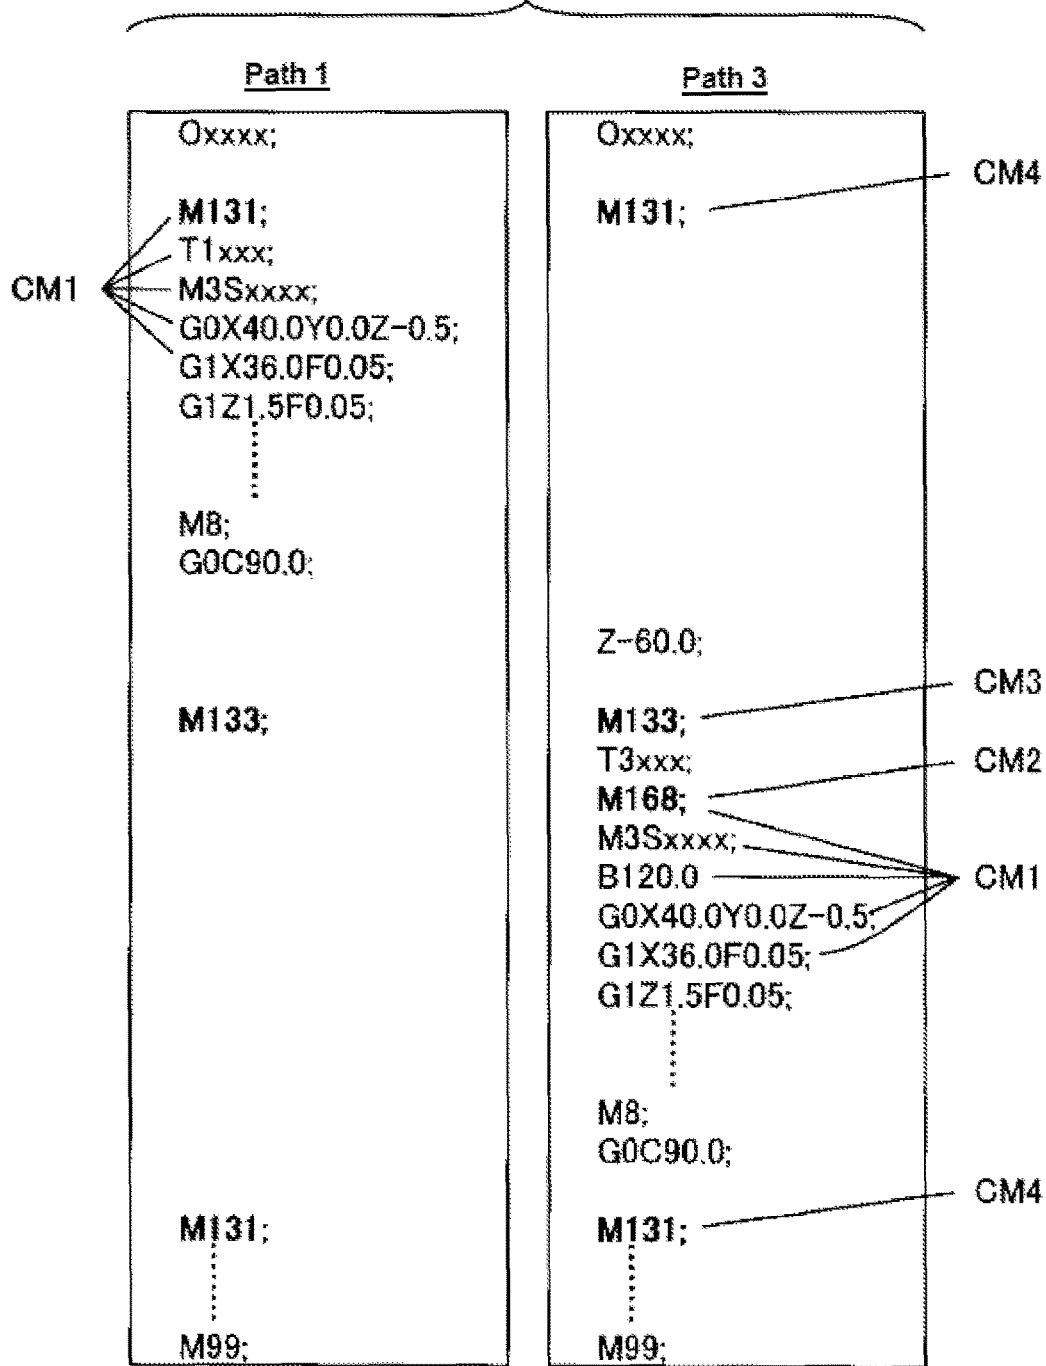 Path 1
Oxxxx;
M131;
T1xxx;
CM1
M3Sxxxx;
G0X40.0Y0.0Z-0.5;
G1X36.0F0.05;
G1Z1.5F0.05;
M8;
G0C90.0;
M133;
M131;
M99;
Path 3
Oxxxx;
CM4
M131;
Z-60.0;
CM3
M133;
T3xxx;
CM2
M168;
M3Sxxxx;
B120.0
CM1
G0X40.0Y0.0Z-0.5;
G1X36.0F0.05;
G1Z1.5F0.05;
M8;
G0C90.0;
CM4
M131;
M99;